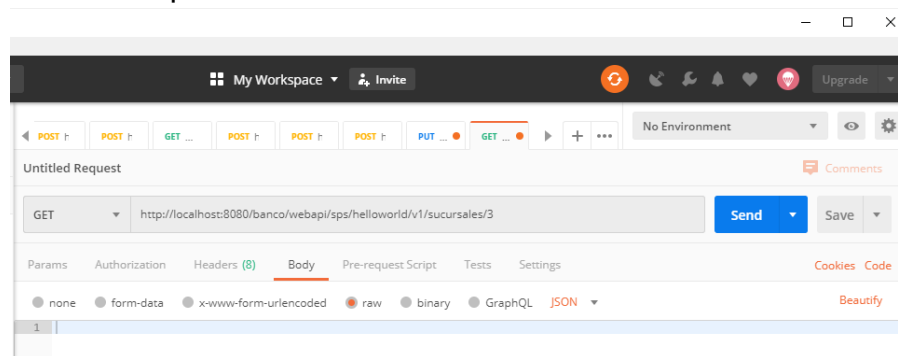 My Workspace Invite Upgrade
POST POST GET ... POST POST POST PUT ... GET ... No Environment
Untitled Request Comments
GET http://localhost:8080/banco/webapi/sps/helloworld/v1/sucursales/3 Send Save
Params Authorization Headers (8) Body Pre-request Script Tests Settings Cookies Code
none form-data x-www-form-urlencoded raw binary GraphQL JSON Beautify
1